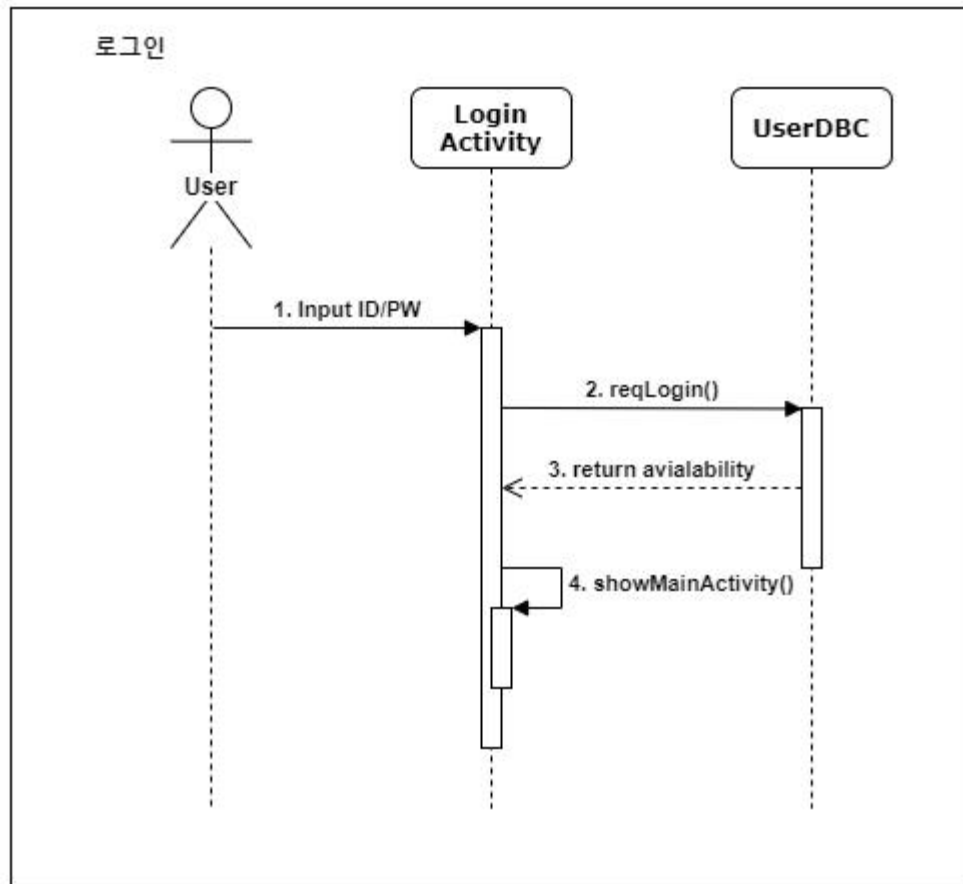 로그인
Login
Activity
UserDBC
User
1. Input ID/PW
2. reqLogin()
3. return avialability
4. showMainActivity()